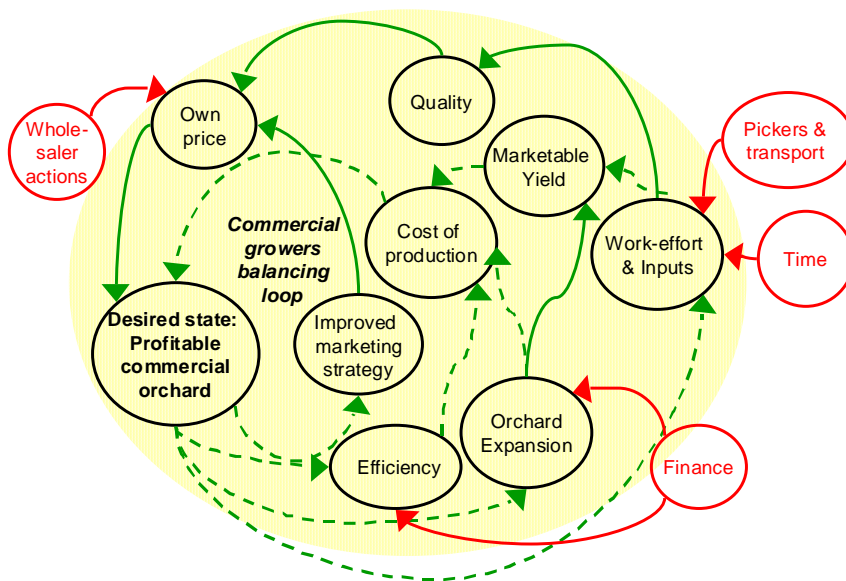 Quality
Own
price
Whole-
saler
actions
Pickers &
transport
Marketable
Yield
Commercial
growers
balancing
loop
Cost of
production
Work-effort
& Inputs
Time
Desired state:
Profitable
commercial
orchard
Improved
marketing
strategy
Orchard
Expansion
Efficiency
Finance